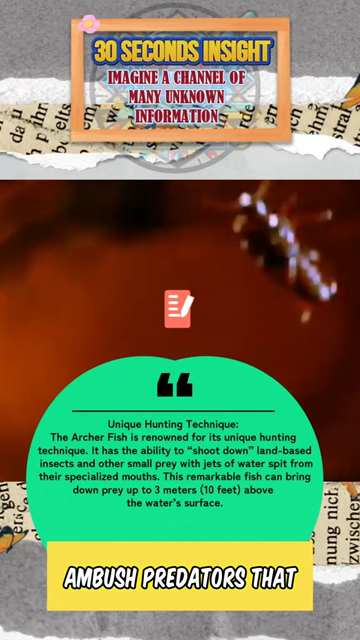 30 SECONDS INSIGHT
IMAGINE A CHANNEL OF
MANY UNKNOWN
INFORMATION
Unique Hunting Technique:
The Archer Fish is renowned for its unique hunting
technique. It has the ability to “shoot down” land-based
insects and other small prey with jets of water spit from
their specialized mouths. This remarkable fish can bring
down prey up to 3 meters (10 feet) above
the water’s surface.
AMBUSH PREDATORS THAT